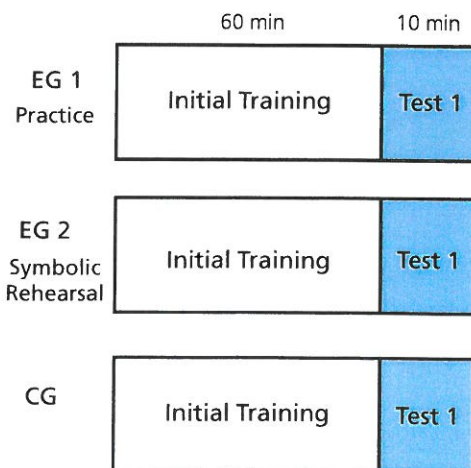 60 min 10 min
EG 1
Practice
Initial Training
Test 1
EG 2
Symbolic
Rehearsal
Initial Training
Test 1
CG
Initial Training
Test 1